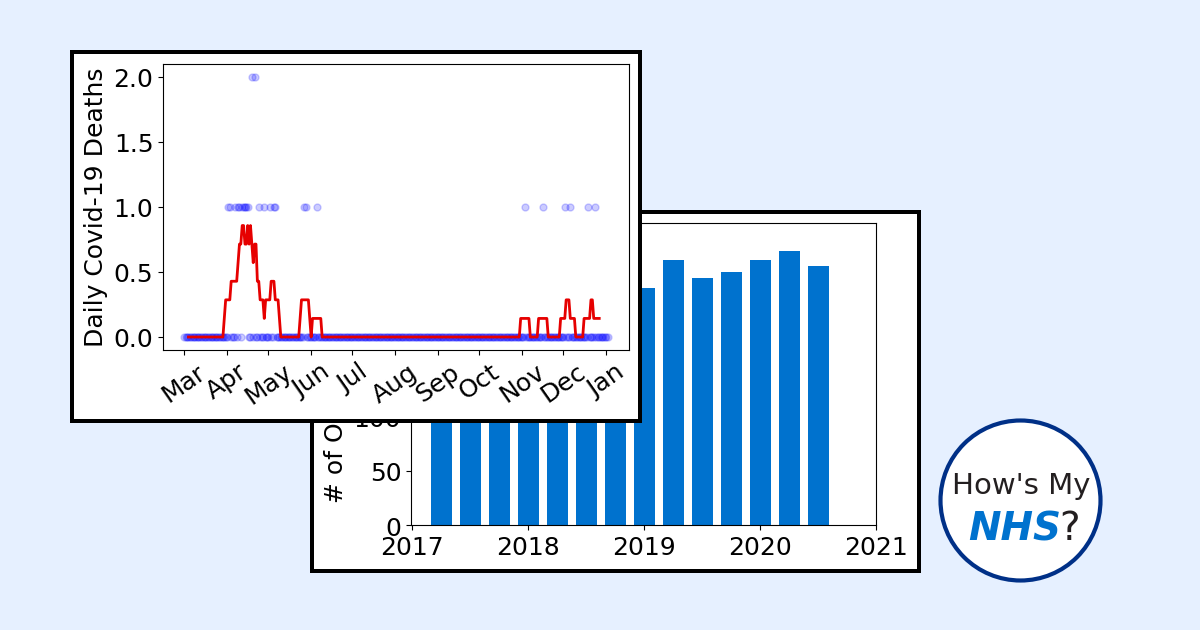 Daily Covid-19 Deaths
2.0
1.5
1.0
0.5
0.0
Mar Apr May Jun Jul Aug Sep Oct Nov Dec Jan
# of O
50
0
2017 2018 2019 2020 2021
How's My
NHS?